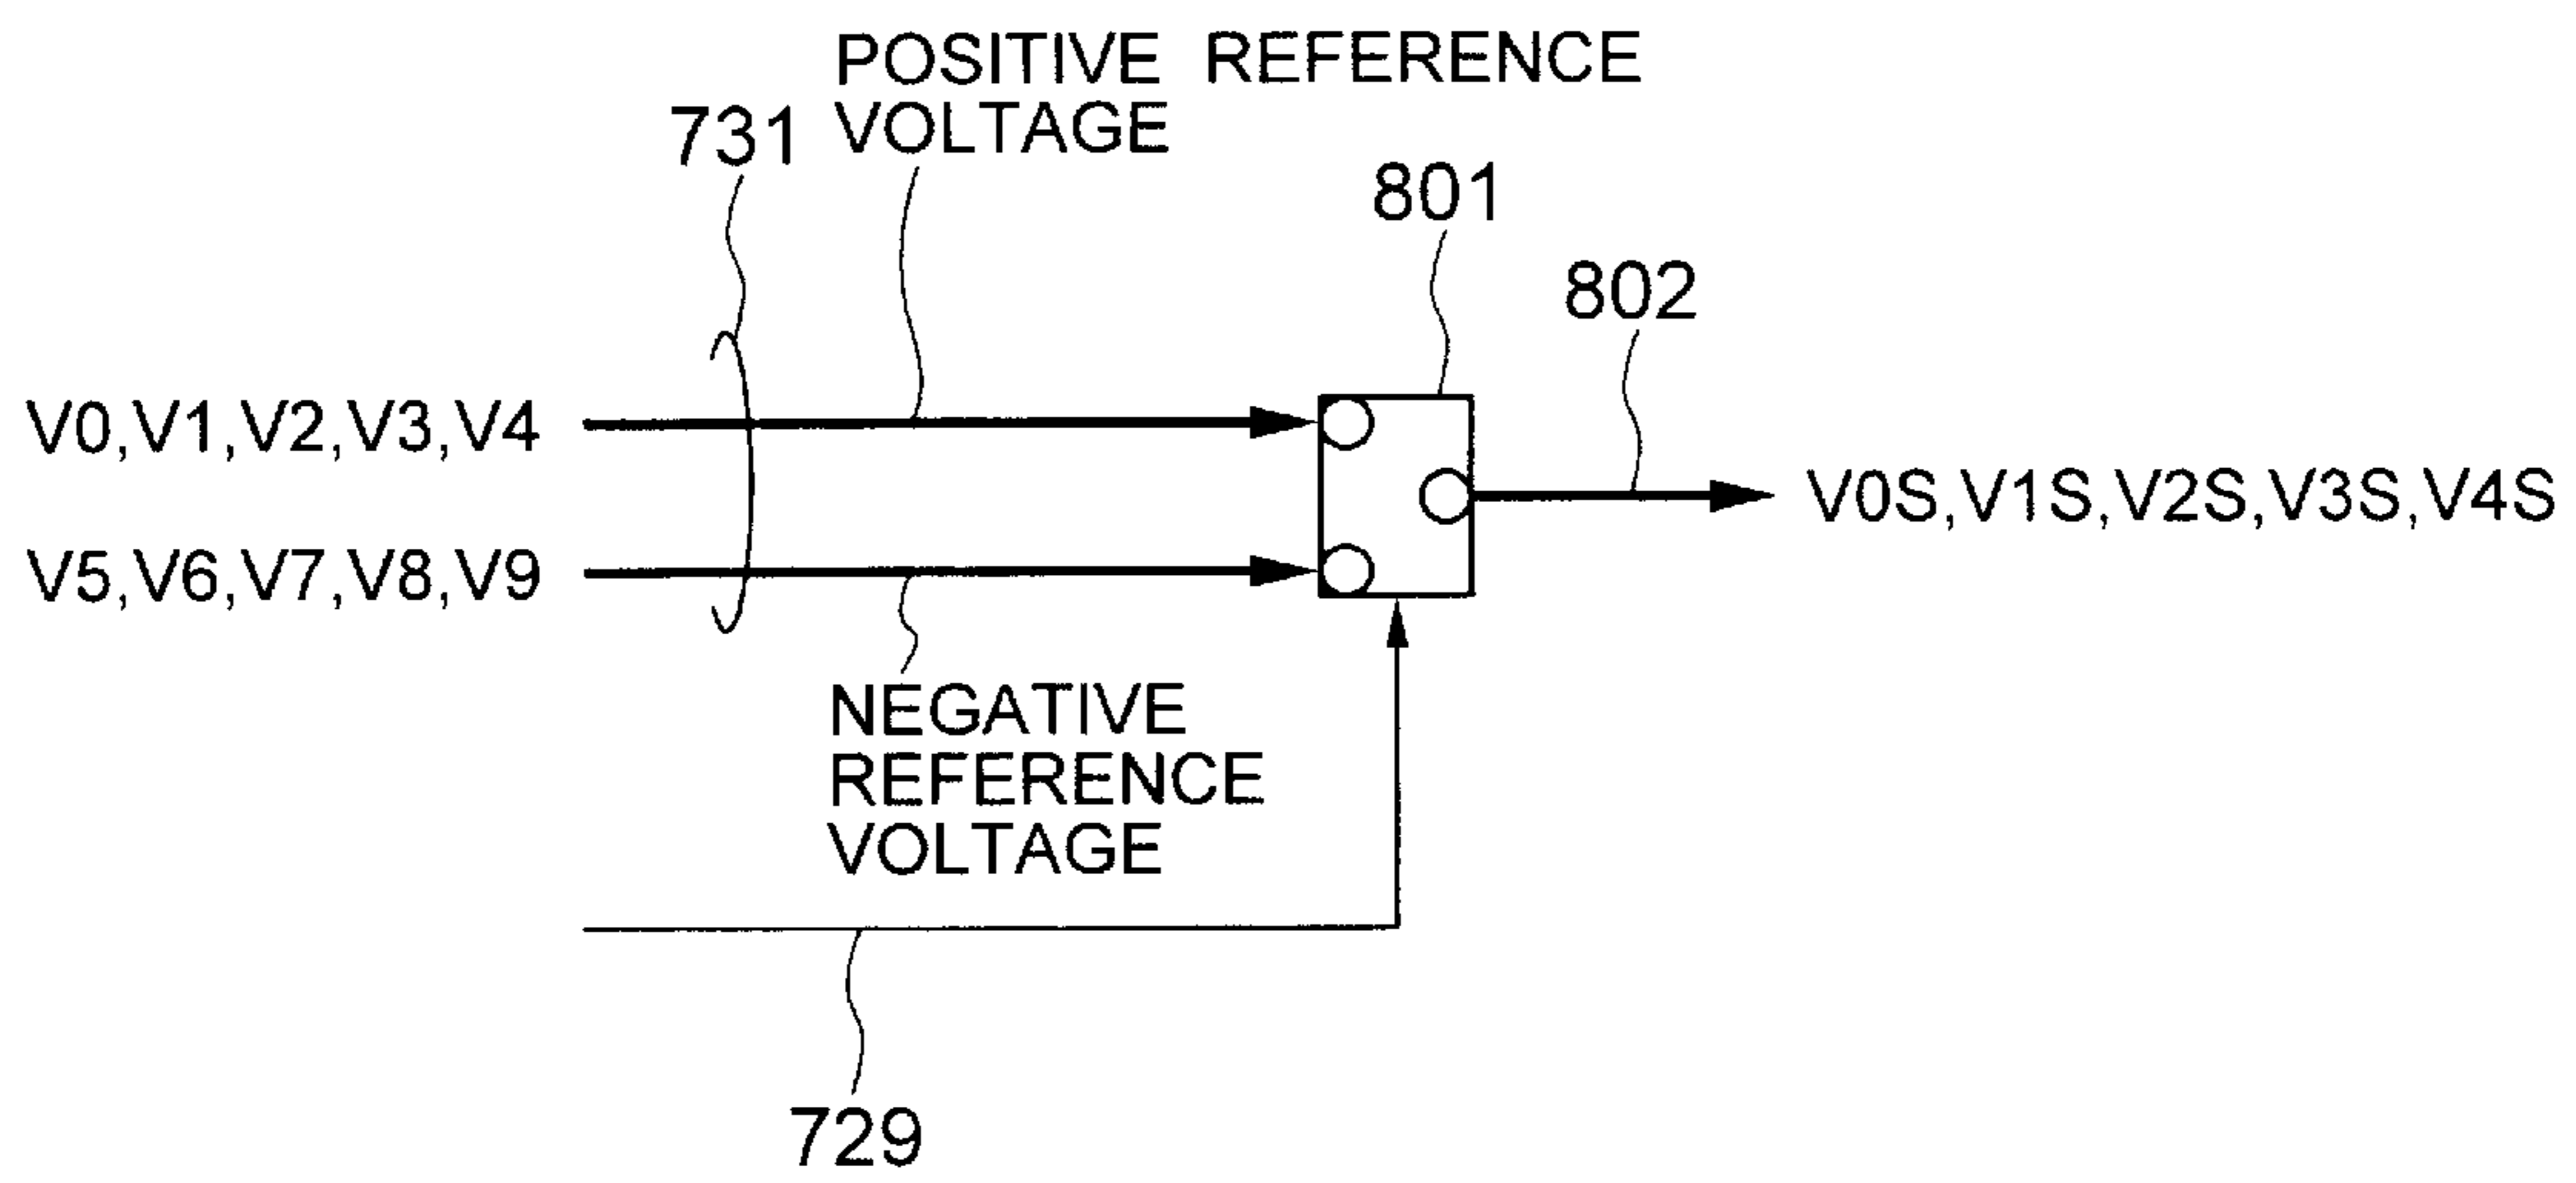 POSITIVE REFERENCE
VOLTAGE
731
801
802
V0,V1,V2,V3,V4
V0S,V1S,V2S,V3S,V4S
V5,V6,V7,V8,V9
NEGATIVE
REFERENCE
VOLTAGE
729